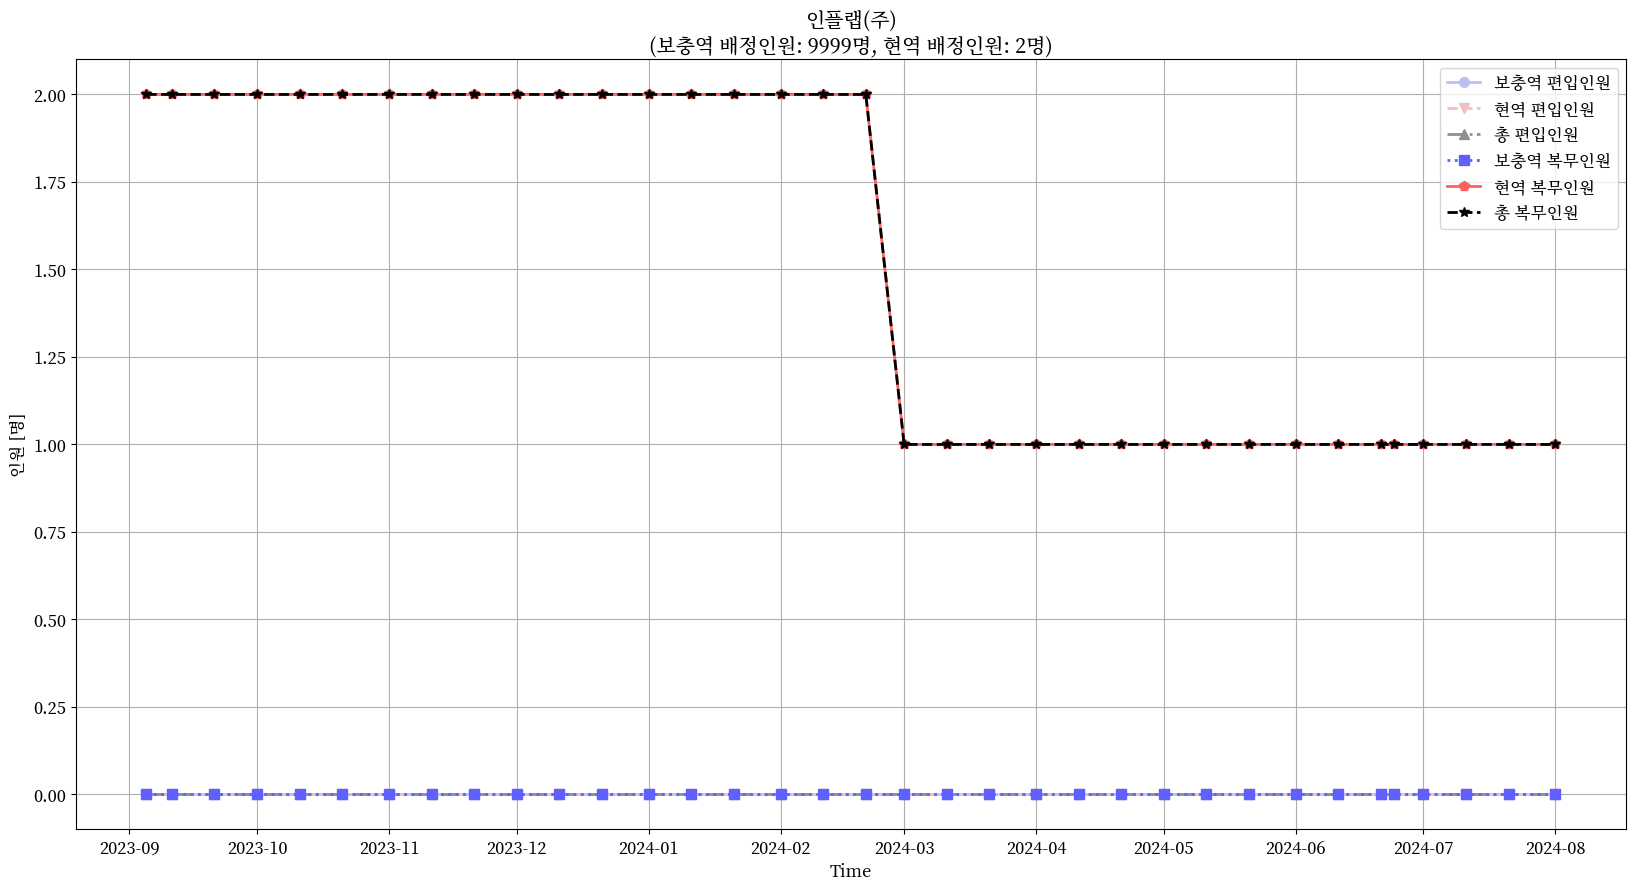 인플랩(주)
(보충역 배정인원: 9999명, 현역 배정인원: 2명)
보충역 편입인원
현역 편입인원
총 편입인원
보충역 복무인원
현역 복무인원
총 복무인원
인원 [명]
2.00
1.75
1.50
1.25
1.00
0.75
0.50
0.25
0.00
2023-09 2023-10 2023-11 2023-12 2024-01 2024-02 2024-03 2024-04 2024-05 2024-06 2024-07 2024-08
Time